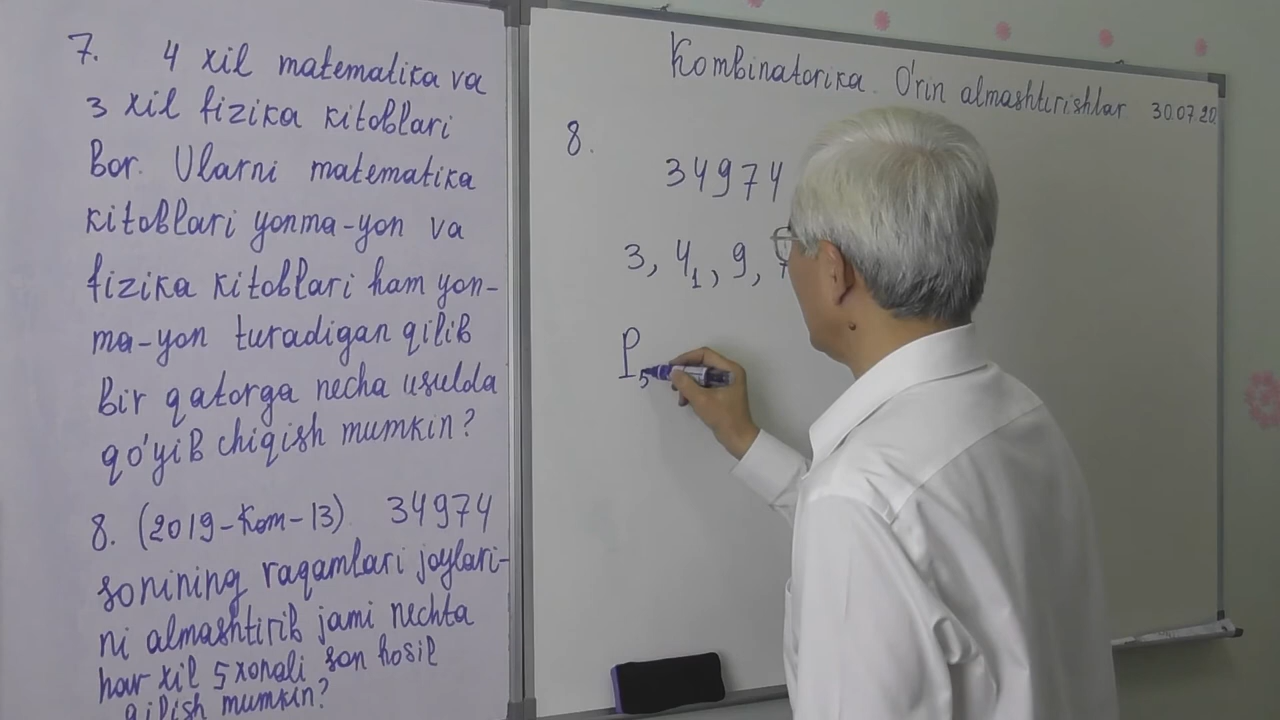 7. 4 xil matematika va
3 xil fizika kitoblari
bor. Ularni matematika
kitoblari yonma-yon va
fizika kitoblari ham yon-
ma-yon turadigan qilib
bir qatorga necha usulda
qo'yib chiqish mumkin?
8. (2019-Kom-13) 34974
sonining raqamlari joylari-
ni almashtirib jami nechta
har xil 5 xonali son hosil
qilish mumkin?
Kombinatorika. O'rin almashtirishlar 30.07.20
8.
34974
3, 4₁, 9, 7
P₅